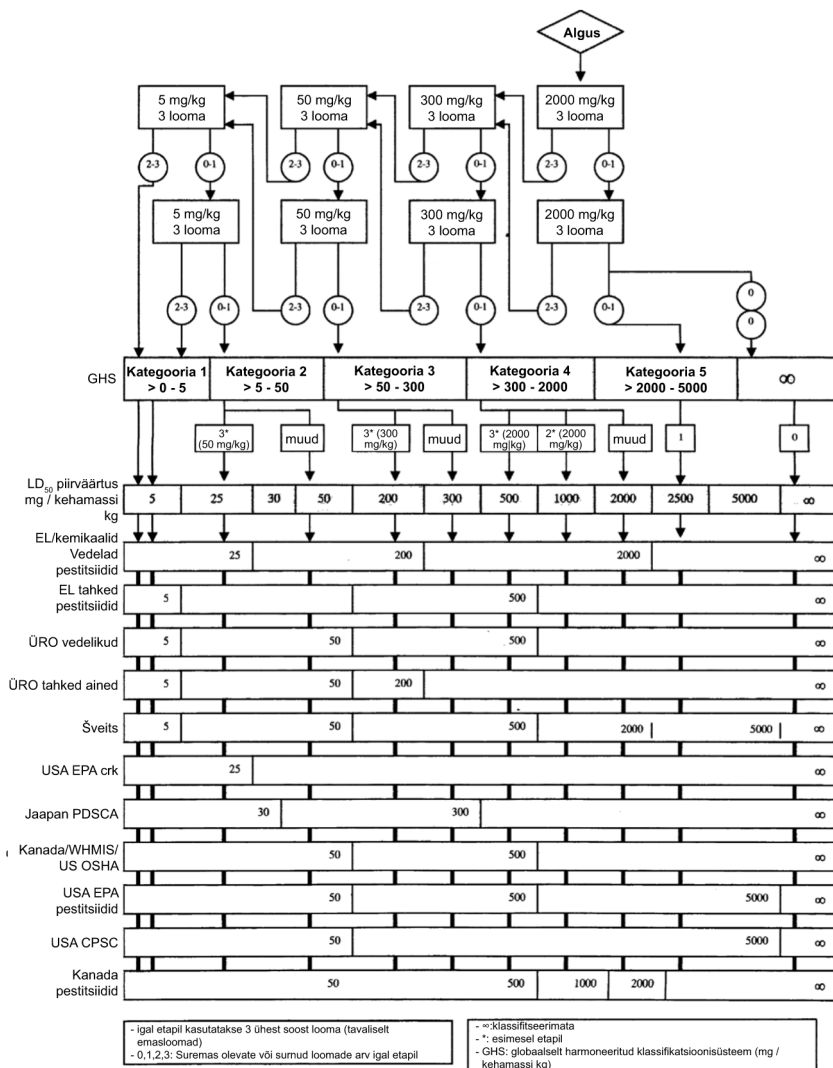 Algus
5 mg/kg
3 looma
50 mg/kg
3 looma
300 mg/kg
3 looma
2000 mg/kg
3 looma
2-3 0-1 2-3 0-1 2-3 0-1 2-3 0-1
5 mg/kg
3 looma
50 mg/kg
3 looma
300 mg/kg
3 looma
2000 mg/kg
3 looma
0
2-3 0-1 2-3 0-1 2-3 0-1 2-3 0-1
0
GHS
Kategooria 1
> 0 - 5
Kategooria 2
> 5 - 50
Kategooria 3
> 50 - 300
Kategooria 4
> 300 - 2000
Kategooria 5
> 2000 - 5000
∞
3*
(50 mg/kg)
muud
3* (300
mg/kg)
muud
3* (2000
mg|kg)
2* (2000
mg/kg)
muud
1
0
LD50 piirväärtus
mg / kehamassi
kg
5 25 30 50 200 300 500 1000 2000 2500 5000 ∞
EL/kemikaalid
Vedelad
pestitsiidid
25 200 2000 ∞
EL tahked
pestitsiidid
5 500 ∞
ÜRO vedelikud
5 50 500 ∞
ÜRO tahked ained
5 50 200 ∞
Šveits
5 50 500 2000 5000 ∞
USA EPA crk
25 ∞
Jaapan PDSCA
30 300 ∞
Kanada/WHMIS/
US OSHA
50 500 ∞
USA EPA
pestitsiidid
50 500 5000 ∞
USA CPSC
50 5000 ∞
Kanada
pestitsiidid
50 500 1000 2000 ∞
- igal etapil kasutatakse 3 ühest soost looma (tavaliselt
emasloomad)
- 0,1,2,3: Suremas olevate või surnud loomade arv igal etapil
- ∞:klassifitseerimata
- *: esimesel etapil
- GHS: globaalselt harmoneeritud klassifikatsioonisüsteem (mg /
kehamassi kg)